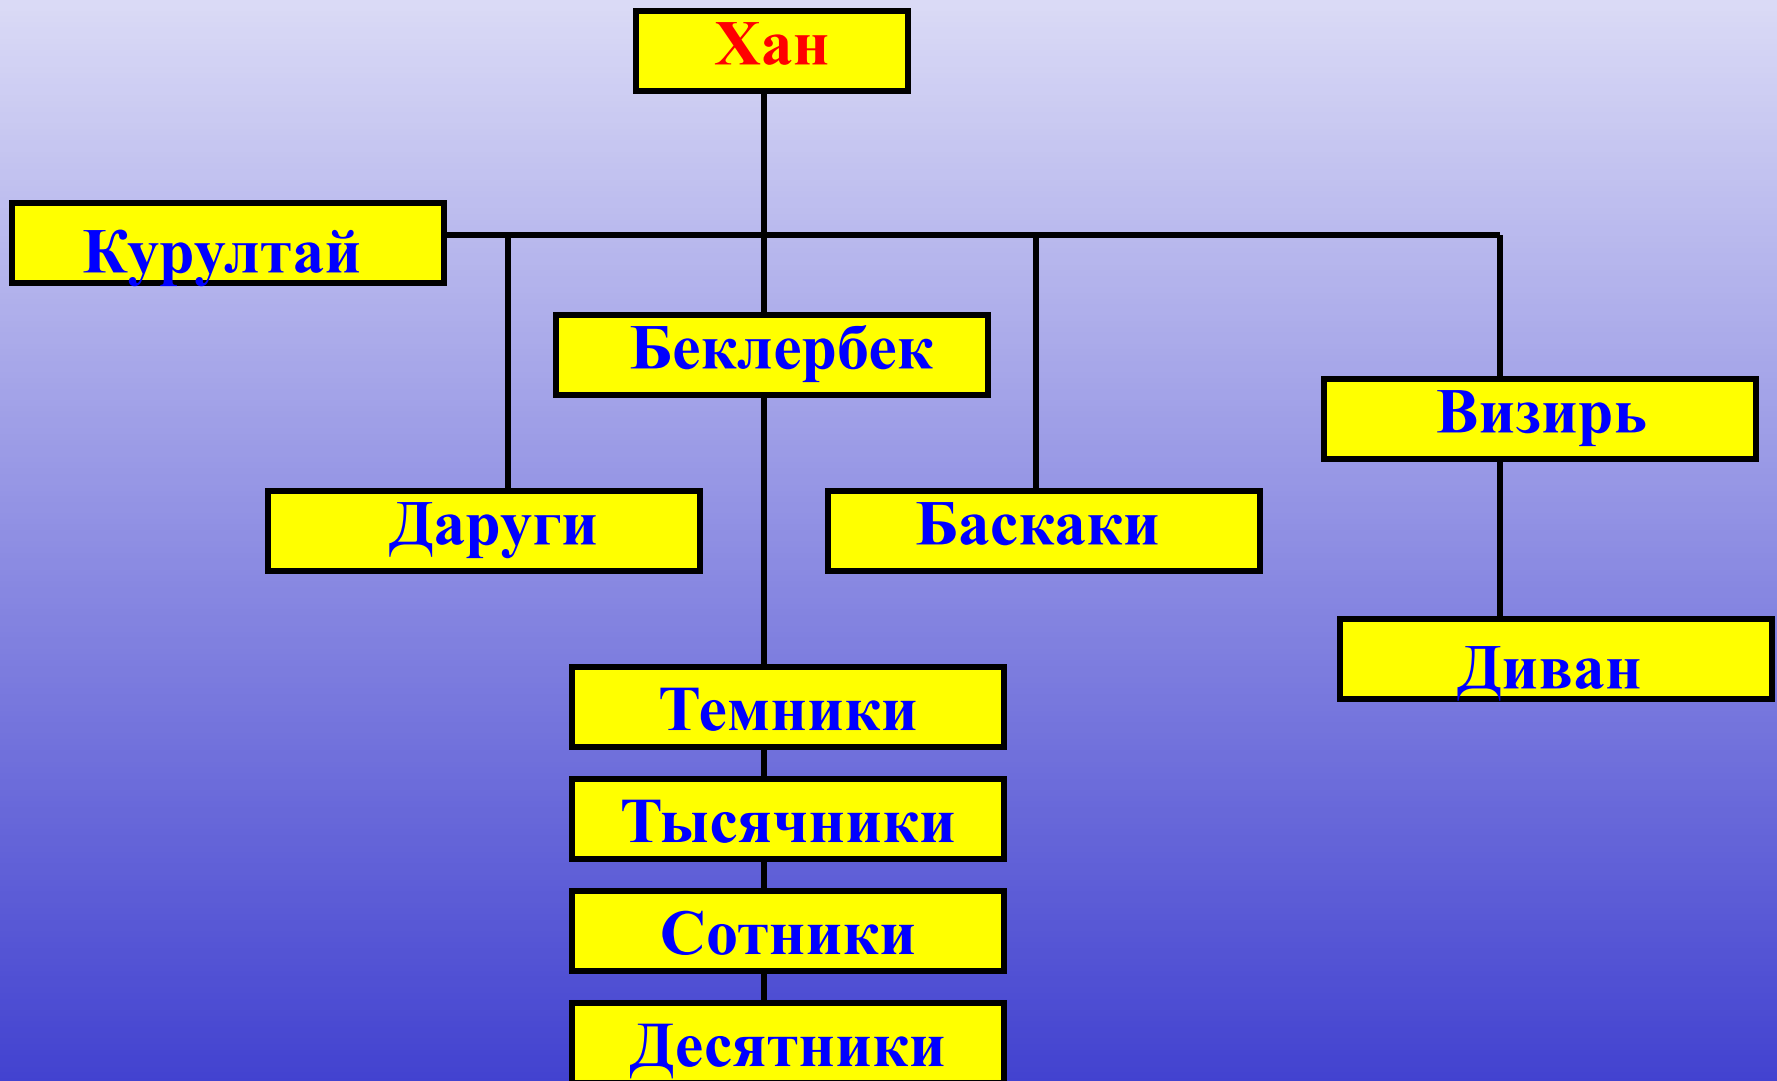 Хан
Курултай
Беклербек
Визирь
Даруги
Баскаки
Диван
Темники
Тысячники
Сотники
Десятники